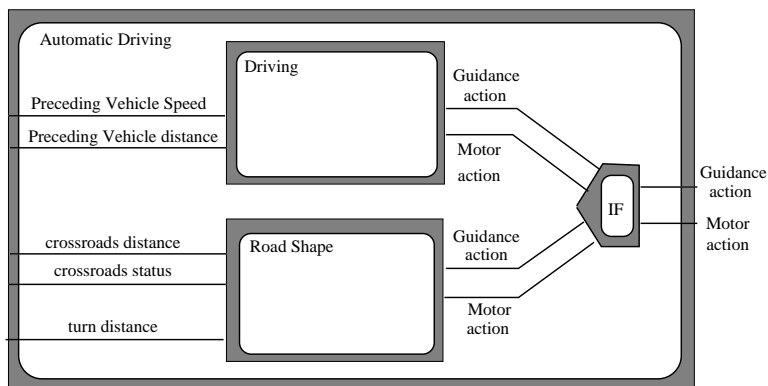 Automatic Driving
Driving
Preceding Vehicle Speed
Preceding Vehicle distance
Guidance
action
Motor
action
IF
Guidance
action
Motor
action
crossroads distance
crossroads status
turn distance
Road Shape
Guidance
action
Motor
action